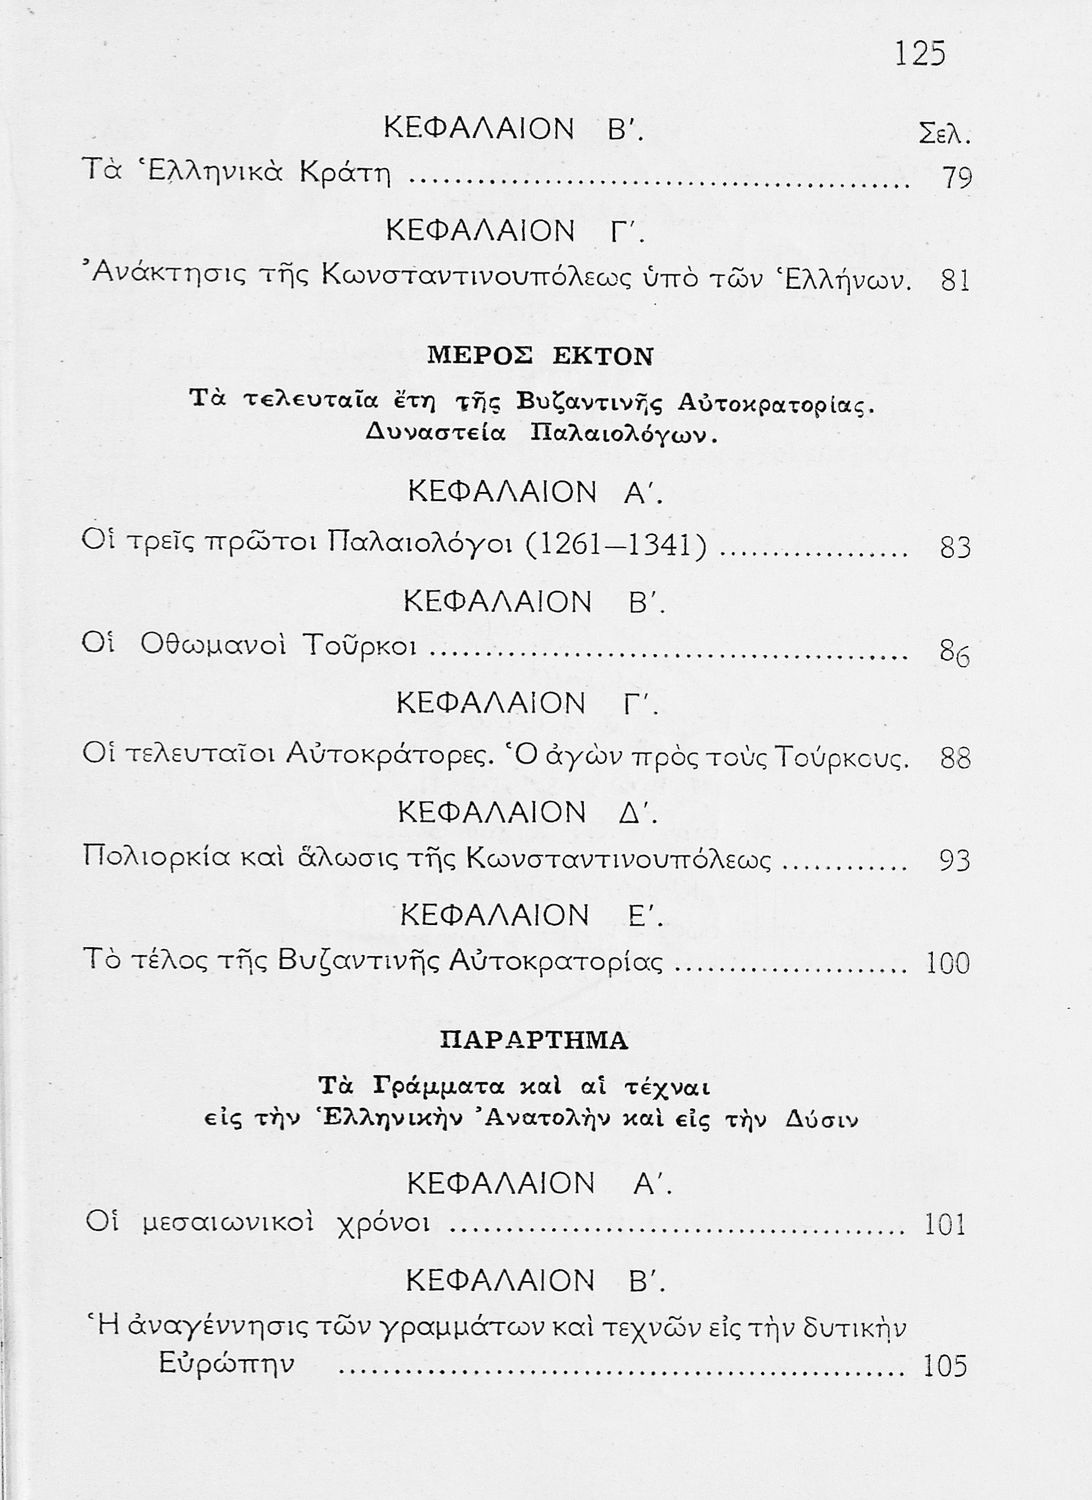 125
ΚΕΦΑΛΑΙΟΝ Β'. Σελ.
Τὰ Ἑλληνικὰ Κράτη ................................................ 79
ΚΕΦΑΛΑΙΟΝ Γ'.
Ἀνάκτησις τῆς Κωνσταντινουπόλεως ὑπὸ τῶν Ἑλλήνων. 81
ΜΕΡΟΣ ΕΚΤΟΝ
Τὰ τελευταῖα ἔτη τῆς Βυζαντινῆς Αὐτοκρατορίας.
Δυναστεία Παλαιολόγων.
ΚΕΦΑΛΑΙΟΝ Α'.
Οἱ τρεῖς πρῶτοι Παλαιολόγοι (1261—1341) .................. 83
ΚΕΦΑΛΑΙΟΝ Β'.
Οἱ Οθωμανοὶ Τοῦρκοι .............................................. 86
ΚΕΦΑΛΑΙΟΝ Γ'.
Οἱ τελευταῖοι Αὐτοκράτορες. Ὁ ἀγὼν πρὸς τοὺς Τούρκους. 88
ΚΕΦΑΛΑΙΟΝ Δ'.
Πολιορκία καὶ ἅλωσις τῆς Κωνσταντινουπόλεως ............ 93
ΚΕΦΑΛΑΙΟΝ Ε'.
Τὸ τέλος τῆς Βυζαντινῆς Αὐτοκρατορίας ...................... 100
ΠΑΡΑΡΤΗΜΑ
Τὰ Γράμματα καὶ αἱ τέχναι
εἰς τὴν Ἑλληνικὴν Ἀνατολὴν καὶ εἰς τὴν Δύσιν
ΚΕΦΑΛΑΙΟΝ Α'.
Οἱ μεσαιωνικοὶ χρόνοι ............................................ 101
ΚΕΦΑΛΑΙΟΝ Β'.
Ἡ ἀναγέννησις τῶν γραμμάτων καὶ τεχνῶν εἰς τὴν δυτικὴν
Εὐρώπην ...................................................... 105